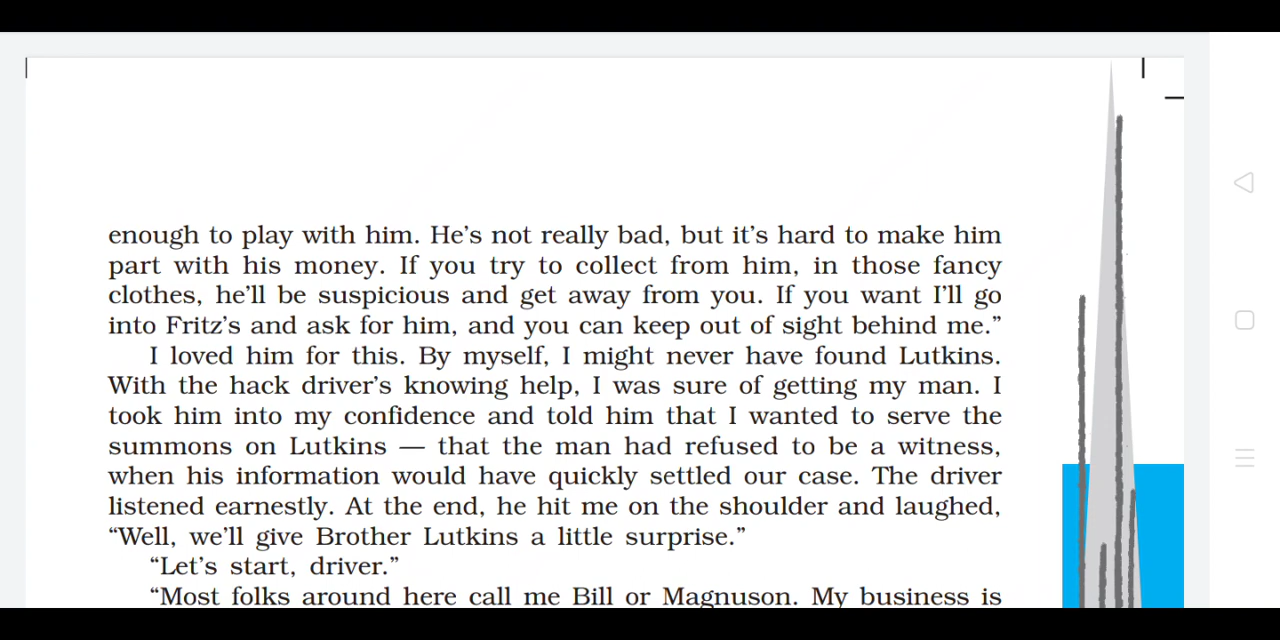 enough to play with him. He’s not really bad, but it’s hard to make him
part with his money. If you try to collect from him, in those fancy
clothes, he’ll be suspicious and get away from you. If you want I’ll go
into Fritz’s and ask for him, and you can keep out of sight behind me.”
I loved him for this. By myself, I might never have found Lutkins.
With the hack driver’s knowing help, I was sure of getting my man. I
took him into my confidence and told him that I wanted to serve the
summons on Lutkins — that the man had refused to be a witness,
when his information would have quickly settled our case. The driver
listened earnestly. At the end, he hit me on the shoulder and laughed,
“Well, we’ll give Brother Lutkins a little surprise.”
“Let’s start, driver.”
“Most folks around here call me Bill or Magnuson. My business is